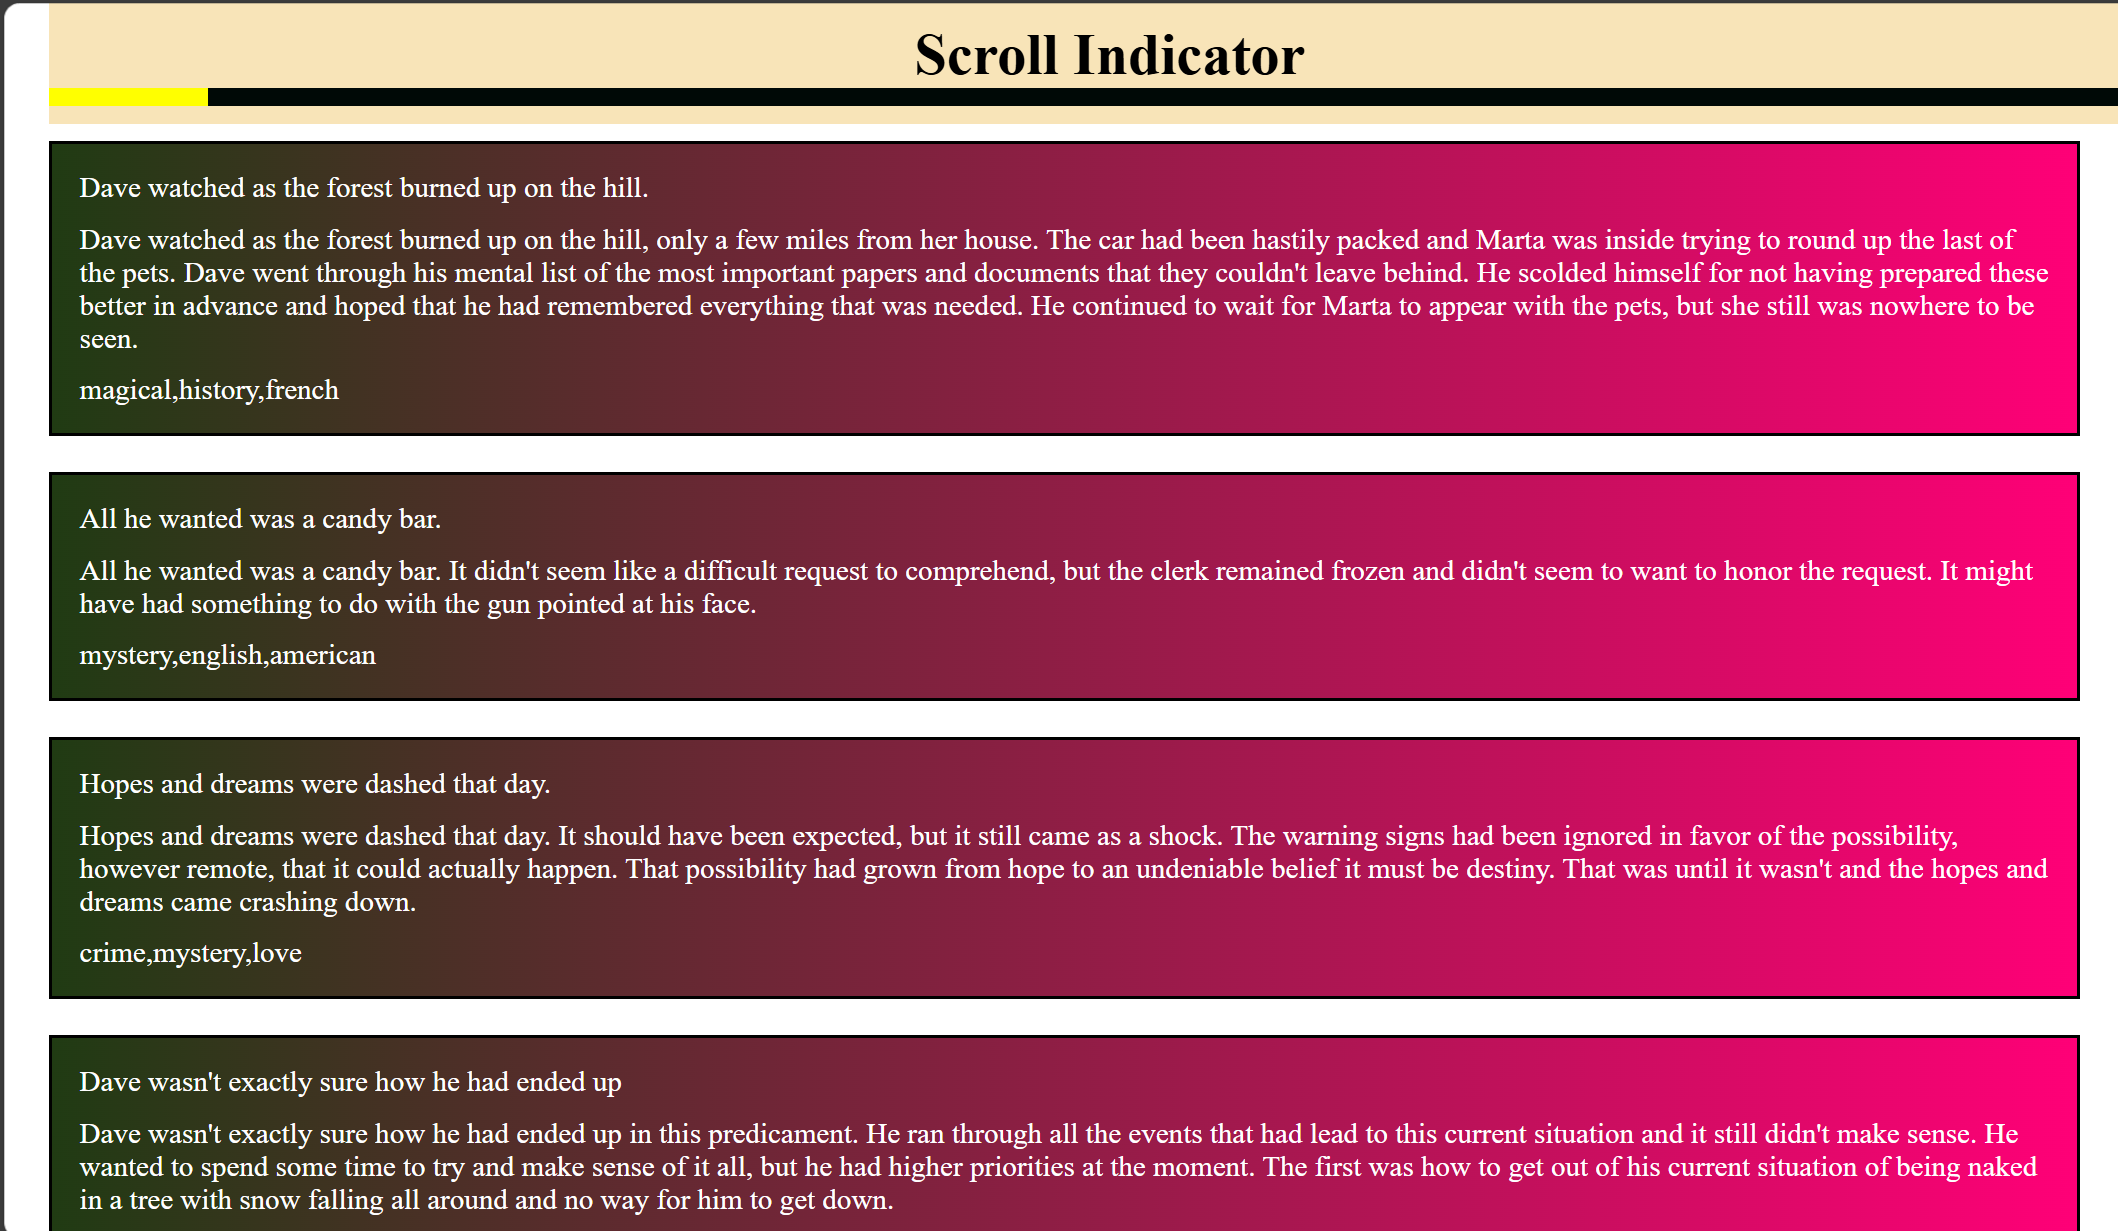 Scroll Indicator
Dave watched as the forest burned up on the hill.
Dave watched as the forest burned up on the hill, only a few miles from her house. The car had been hastily packed and Marta was inside trying to round up the last of
the pets. Dave went through his mental list of the most important papers and documents that they couldn't leave behind. He scolded himself for not having prepared these
better in advance and hoped that he had remembered everything that was needed. He continued to wait for Marta to appear with the pets, but she still was nowhere to be
seen.
magical,history,french
All he wanted was a candy bar.
All he wanted was a candy bar. It didn't seem like a difficult request to comprehend, but the clerk remained frozen and didn't seem to want to honor the request. It might
have had something to do with the gun pointed at his face.
mystery,english,american
Hopes and dreams were dashed that day.
Hopes and dreams were dashed that day. It should have been expected, but it still came as a shock. The warning signs had been ignored in favor of the possibility,
however remote, that it could actually happen. That possibility had grown from hope to an undeniable belief it must be destiny. That was until it wasn't and the hopes and
dreams came crashing down.
crime,mystery,love
Dave wasn't exactly sure how he had ended up
Dave wasn't exactly sure how he had ended up in this predicament. He ran through all the events that had lead to this current situation and it still didn't make sense. He
wanted to spend some time to try and make sense of it all, but he had higher priorities at the moment. The first was how to get out of his current situation of being naked
in a tree with snow falling all around and no way for him to get down.